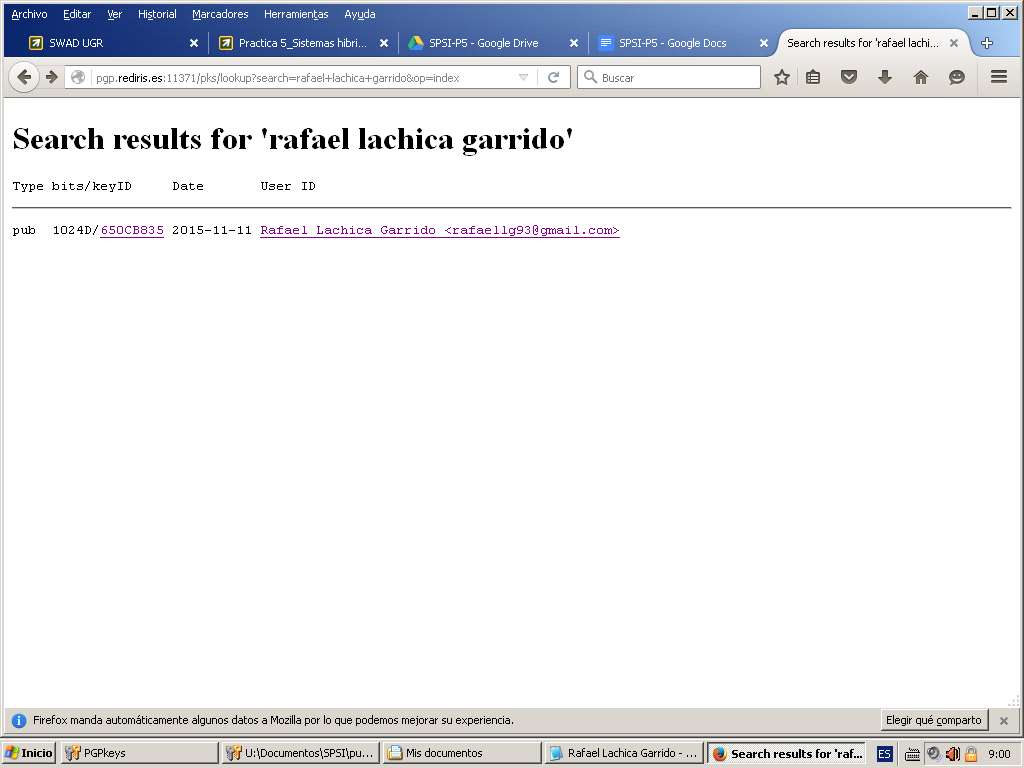 Archivo Editar Ver Historial Marcadores Herramientas Ayuda
SWAD UGR Practica 5_Sistemas hibri... SPSI-P5 - Google Drive SPSI-P5 - Google Docs Search results for 'rafael lachi...
pgp.rediris.es:11371/pks/lookup?search=rafael+lachica+garrido&op=index Buscar
Search results for 'rafael lachica garrido'
Type bits/keyID Date User ID
pub 1024D/650CB835 2015-11-11 Rafael Lachica Garrido <rafaellg93@gmail.com>
Firefox manda automáticamente algunos datos a Mozilla por lo que podemos mejorar su experiencia. Elegir qué comparto
Inicio PGPkeys U:\Documentos\SPSI\pu... Mis documentos Rafael Lachica Garrido - ... Search results for 'raf... ES 9:00